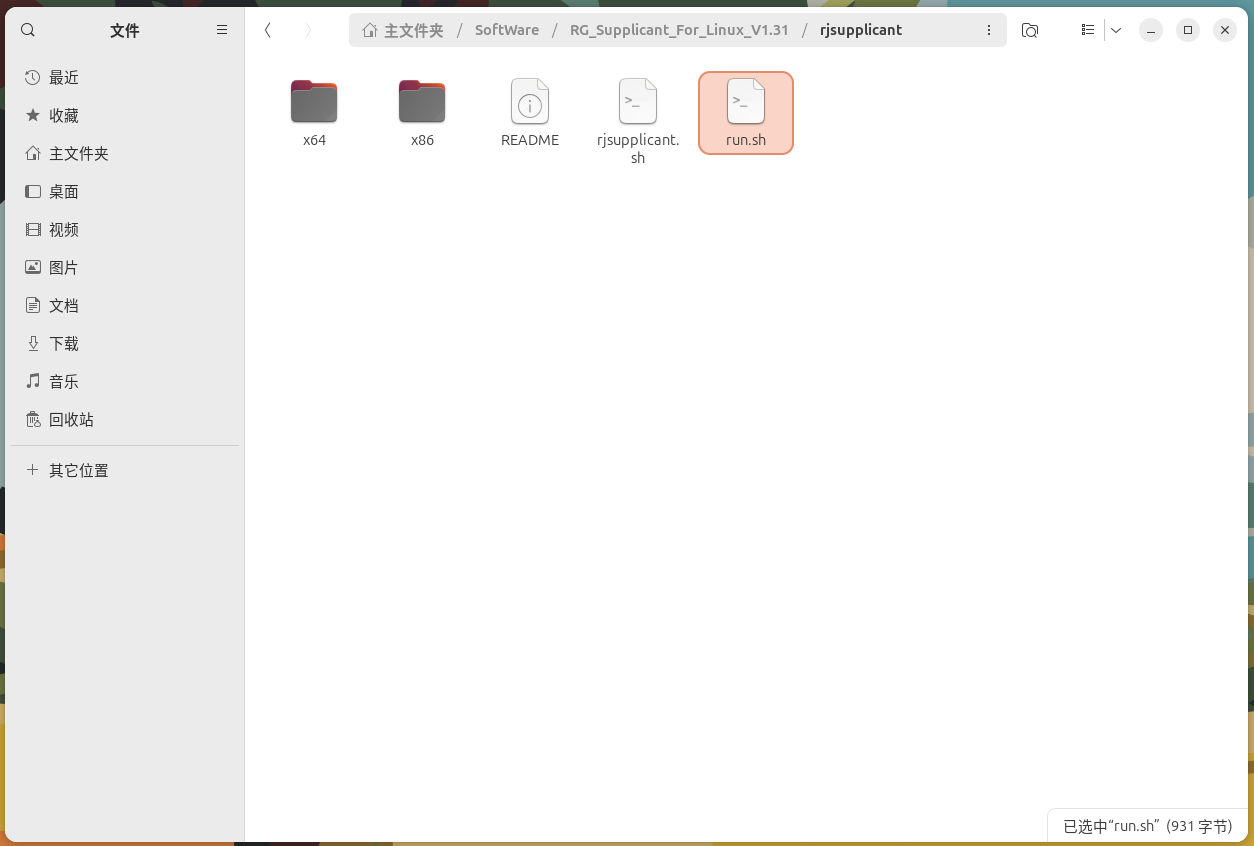 文件
主文件夹 / SoftWare / RG_Supplicant_For_Linux_V1.31 / rjsupplicant
最近
收藏
主文件夹
桌面
视频
图片
文档
下载
音乐
回收站
其它位置
x64
x86
README
rjsupplicant.
sh
run.sh
已选中“run.sh” (931 字节)